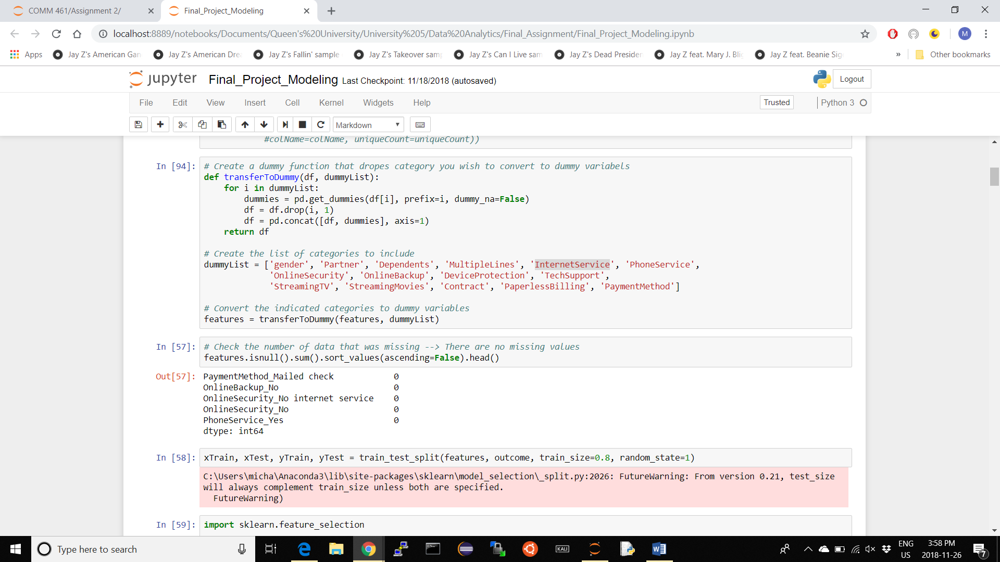 COMM 461/Assignment 2/
Final_Project_Modeling
localhost:8889/notebooks/Documents/Queen's%20University/University%205/Data%20Analytics/Final_Assignment/Final_Project_Modeling.ipynb
M
Apps
Jay Z's American Gan
Jay Z's American Drea
Jay Z's Fallin' sample
Jay Z's Takeover samp
Jay Z's Can I Live sam
Jay Z's Dead Presiden
Jay Z feat. Mary J. Blig
Jay Z feat. Beanie Sig
»
Other bookmarks
jupyter
Final_Project_Modeling Last Checkpoint: 11/18/2018 (autosaved)
Logout
File Edit View Insert Cell Kernel Widgets Help
Trusted
Python 3
Markdown
#colName=colName, uniqueCount=uniqueCount))
In [94]:
# Create a dummy function that dropes category you wish to convert to dummy variabels
def transferToDummy(df, dummyList):
    for i in dummyList:
        dummies = pd.get_dummies(df[i], prefix=i, dummy_na=False)
        df = df.drop(i, 1)
        df = pd.concat([df, dummies], axis=1)
    return df
# Create the list of categories to include
dummyList = ['gender', 'Partner', 'Dependents', 'MultipleLines', 'InternetService', 'PhoneService',
             'OnlineSecurity', 'OnlineBackup', 'DeviceProtection', 'TechSupport',
             'StreamingTV', 'StreamingMovies', 'Contract', 'PaperlessBilling', 'PaymentMethod']
# Convert the indicated categories to dummy variables
features = transferToDummy(features, dummyList)
In [57]:
# Check the number of data that was missing --> There are no missing values
features.isnull().sum().sort_values(ascending=False).head()
Out[57]:
PaymentMethod_Mailed check 0
OnlineBackup_No 0
OnlineSecurity_No internet service 0
OnlineSecurity_No 0
PhoneService_Yes 0
dtype: int64
In [58]:
xTrain, xTest, yTrain, yTest = train_test_split(features, outcome, train_size=0.8, random_state=1)
C:\Users\micha\Anaconda3\lib\site-packages\sklearn\model_selection\_split.py:2026: FutureWarning: From version 0.21, test_size
will always complement train_size unless both are specified.
  FutureWarning)
In [59]:
import sklearn.feature_selection
Type here to search
KALI
ENG
US
3:58 PM
2018-11-26
7